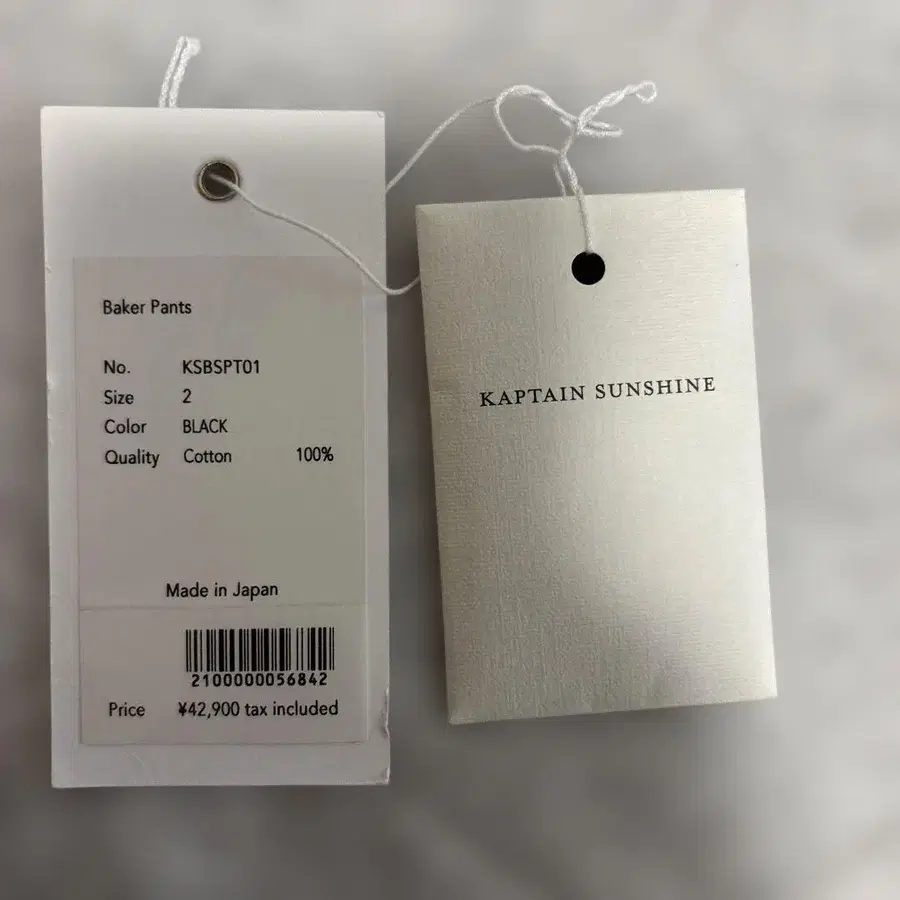 Baker Pants
No. KSBSPT01
Size 2
Color BLACK
Quality Cotton 100%
Made in Japan
2100000056842
Price ¥42,900 tax included
KAPTAIN SUNSHINE